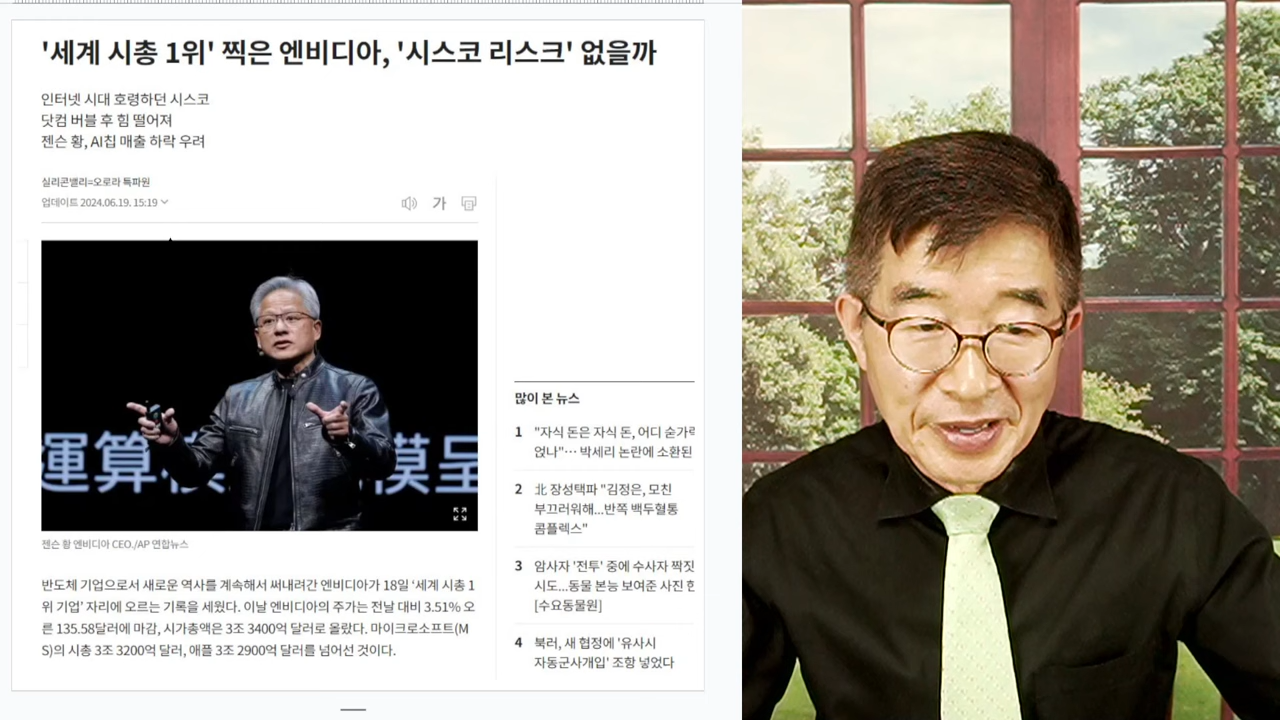 '세계 시총 1위' 찍은 엔비디아, '시스코 리스크' 없을까
인터넷 시대 호령하던 시스코
닷컴 버블 후 힘 떨어져
젠슨 황, AI칩 매출 하락 우려
실리콘밸리=오로라 특파원
업데이트 2024.06.19. 15:19
가
運算
模呈
젠슨 황 엔비디아 CEO./AP 연합뉴스
반도체 기업으로서 새로운 역사를 계속해서 써내려간 엔비디아가 18일 '세계 시총 1
위 기업' 자리에 오르는 기록을 세웠다. 이날 엔비디아의 주가는 전날 대비 3.51% 오
른 135.58달러에 마감, 시가총액은 3조 3400억 달러로 올랐다. 마이크로소프트(M
S)의 시총 3조 3200억 달러, 애플 3조 2900억 달러를 넘어선 것이다.
많이 본 뉴스
1 "자식 돈은 자식 돈, 어디 숟가락
얹나"… 박세리 논란에 소환된
2 北 장성택파 "김정은, 모친
부끄러워해...반쪽 백두혈통
콤플렉스"
3 암사자 '전투' 중에 수사자 짝짓
시도...동물 본능 보여준 사진 한
[수요동물원]
4 북러, 새 협정에 '유사시
자동군사개입' 조항 넣었다